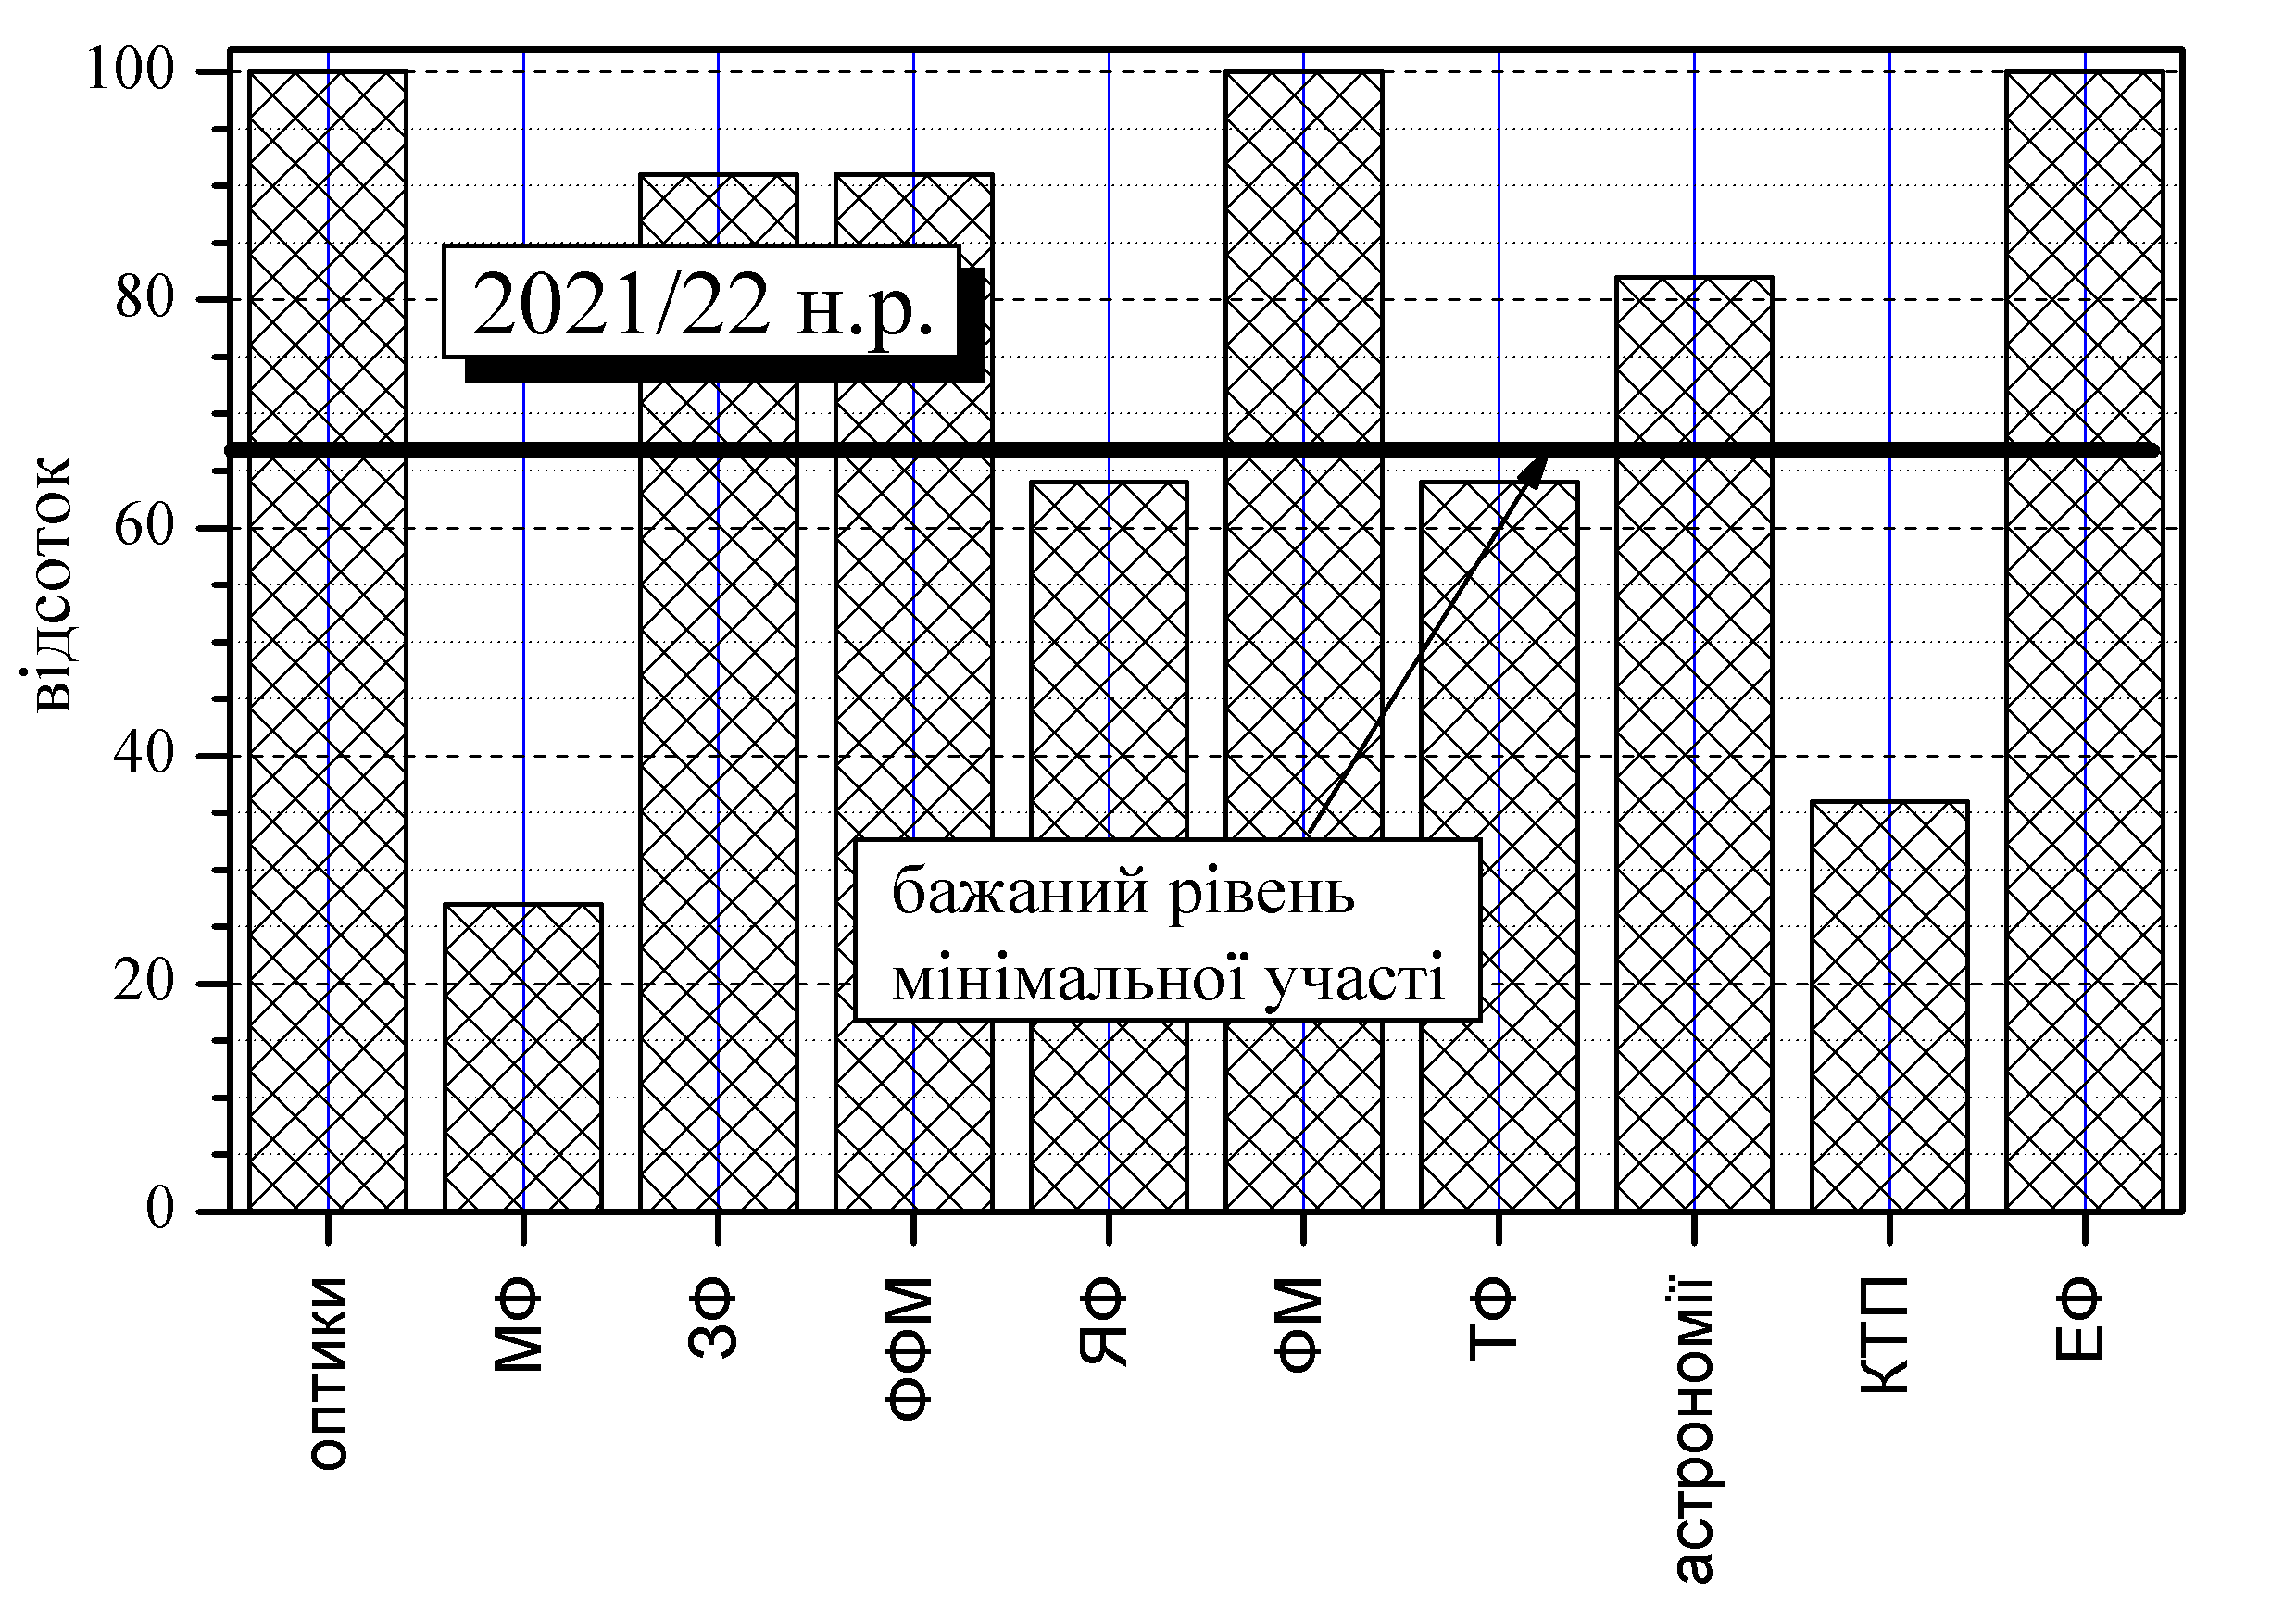 100
80
60
40
20
0
відсоток
2021/22 н.р.
бажаний рівень
мінімальної участі
оптики
МФ
ЗФ
ФФМ
ЯФ
ФМ
ТФ
астрономії
КТП
ЕФ